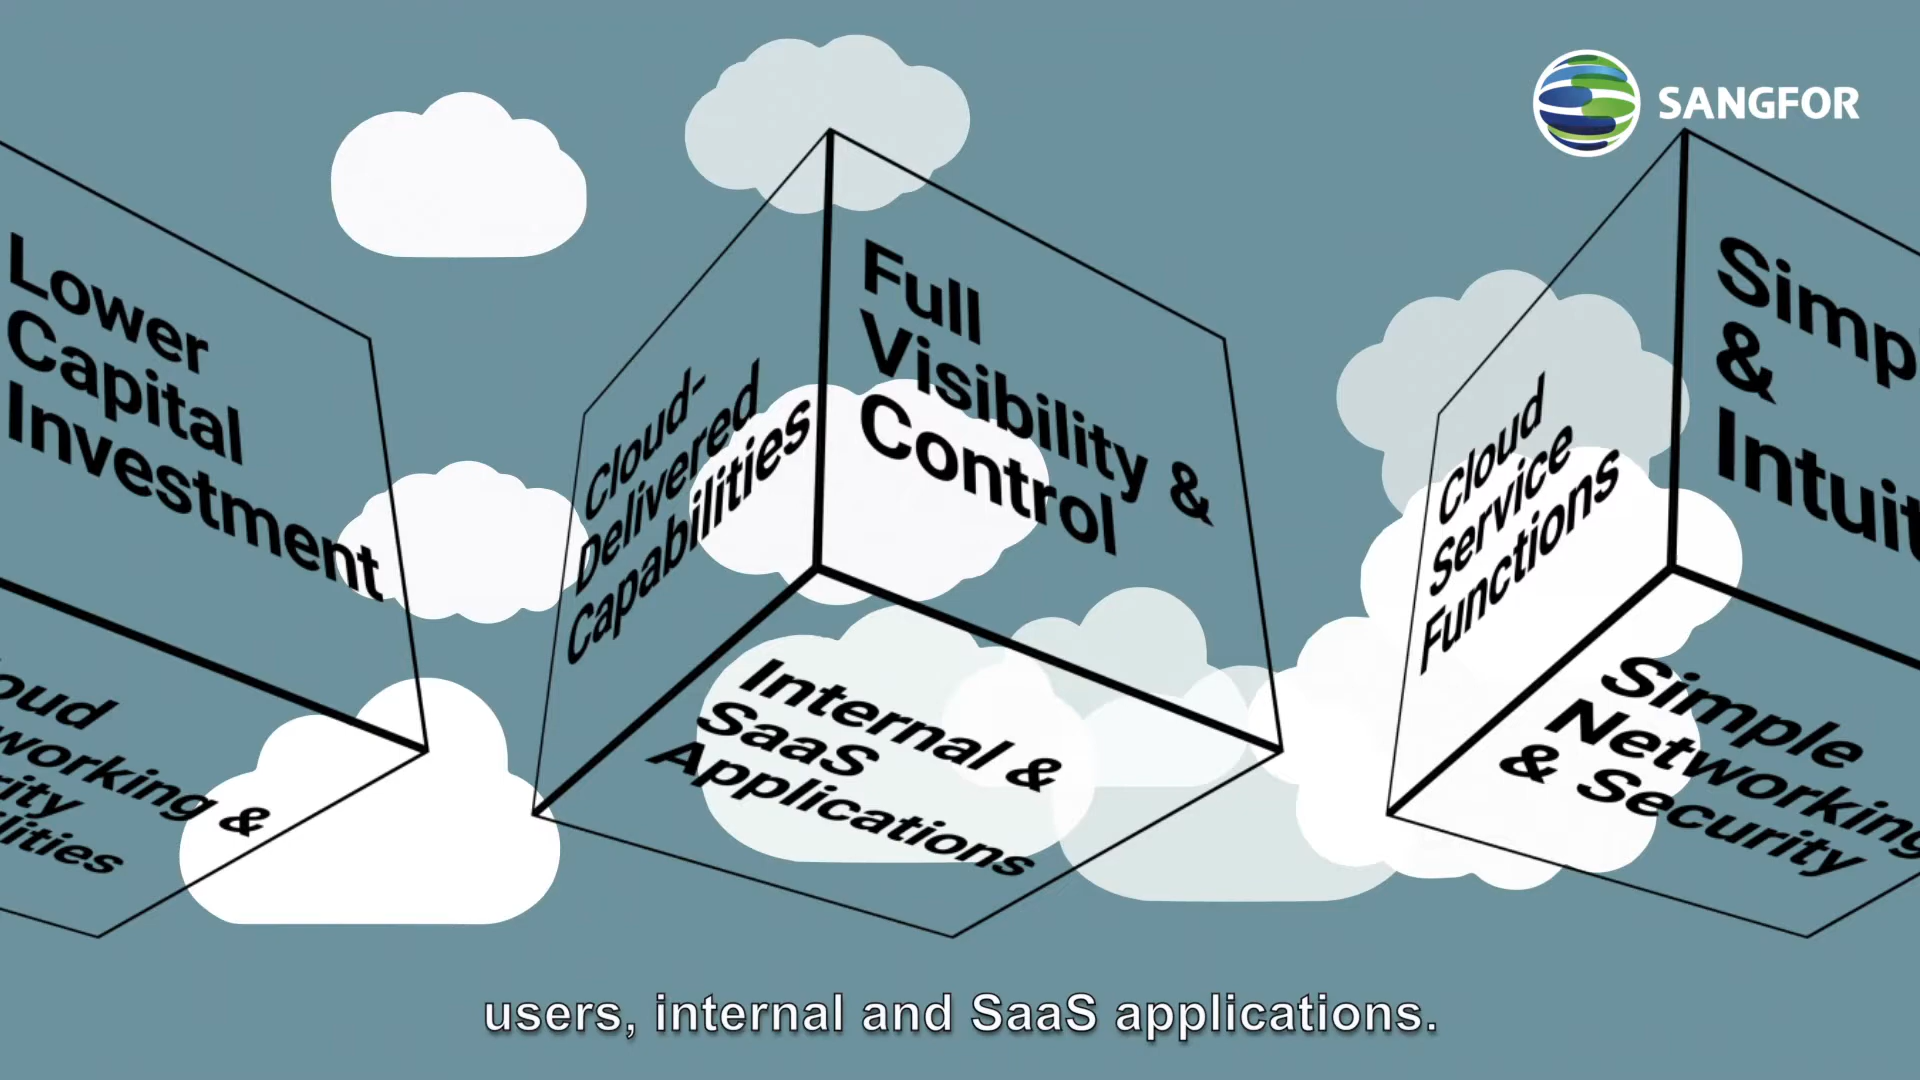 SANGFOR
Lower
Capital
Investment
&
Cloud-
Delivered
Capabilities
Full
Visibility &
Control
Internal &
SaaS
Applications
Cloud
Service
Functions
&
Simple
Networking
& Security
users, internal and SaaS applications.